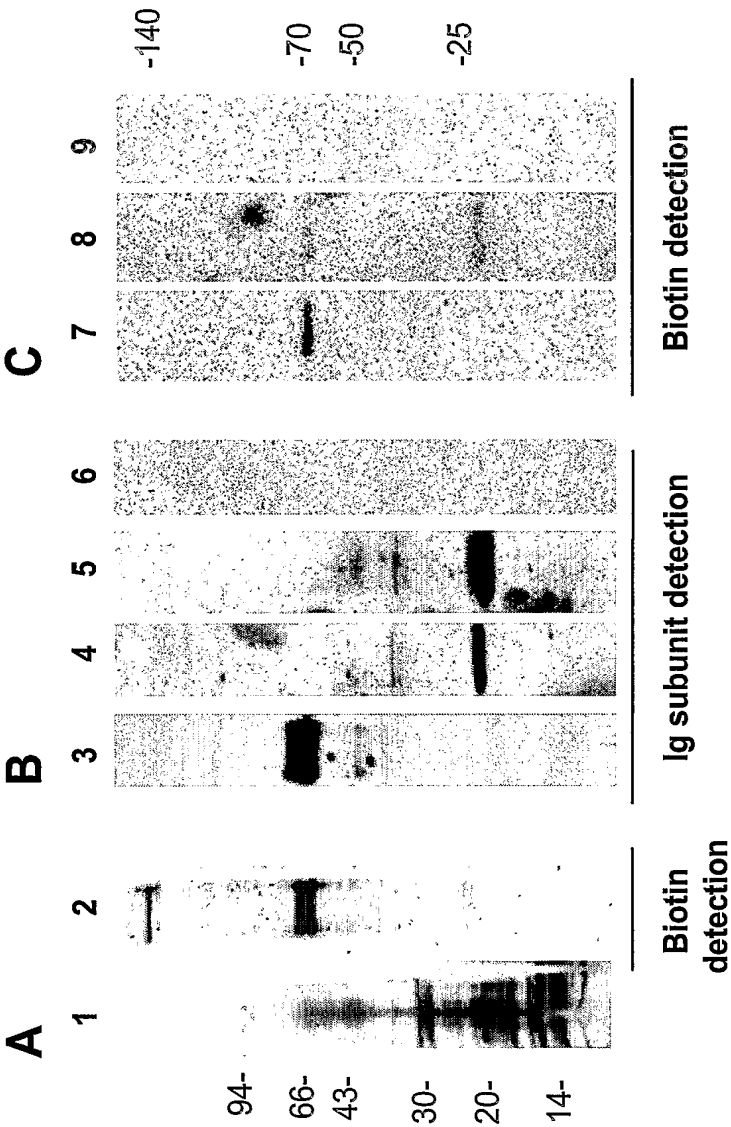 A
B
C
1 2 3 4 5 6 7 8 9
94-
66-
43-
30-
20-
14-
-140
-70
-50
-25
Biotin
detection
Ig subunit detection
Biotin detection